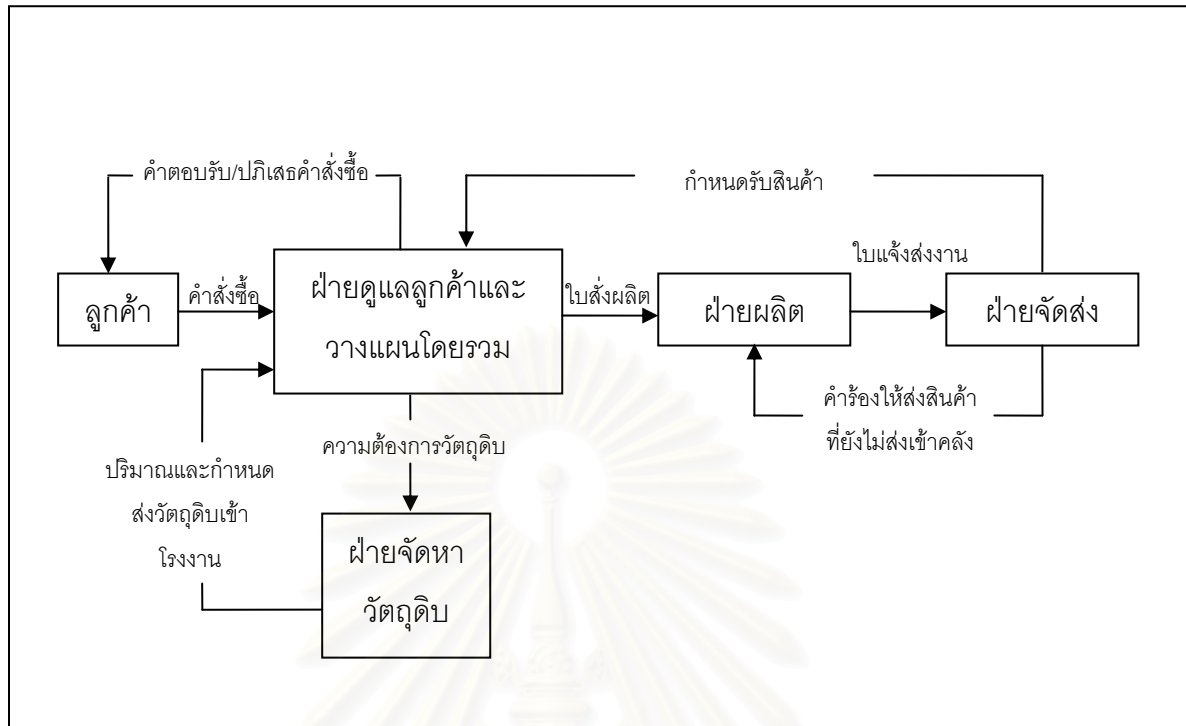 คำตอบรับ/ปฏิเสธคำสั่งซื้อ
กำหนดรับสินค้า
ลูกค้า
คำสั่งซื้อ
ฝ่ายดูแลลูกค้าและ
วางแผนโดยรวม
ใบสั่งผลิต
ฝ่ายผลิต
ใบแจ้งส่งงาน
ฝ่ายจัดส่ง
คำร้องให้ส่งสินค้า
ที่ยังไม่ส่งเข้าคลัง
ความต้องการวัตถุดิบ
ปริมาณและกำหนด
ส่งวัตถุดิบเข้า
โรงงาน
ฝ่ายจัดหา
วัตถุดิบ